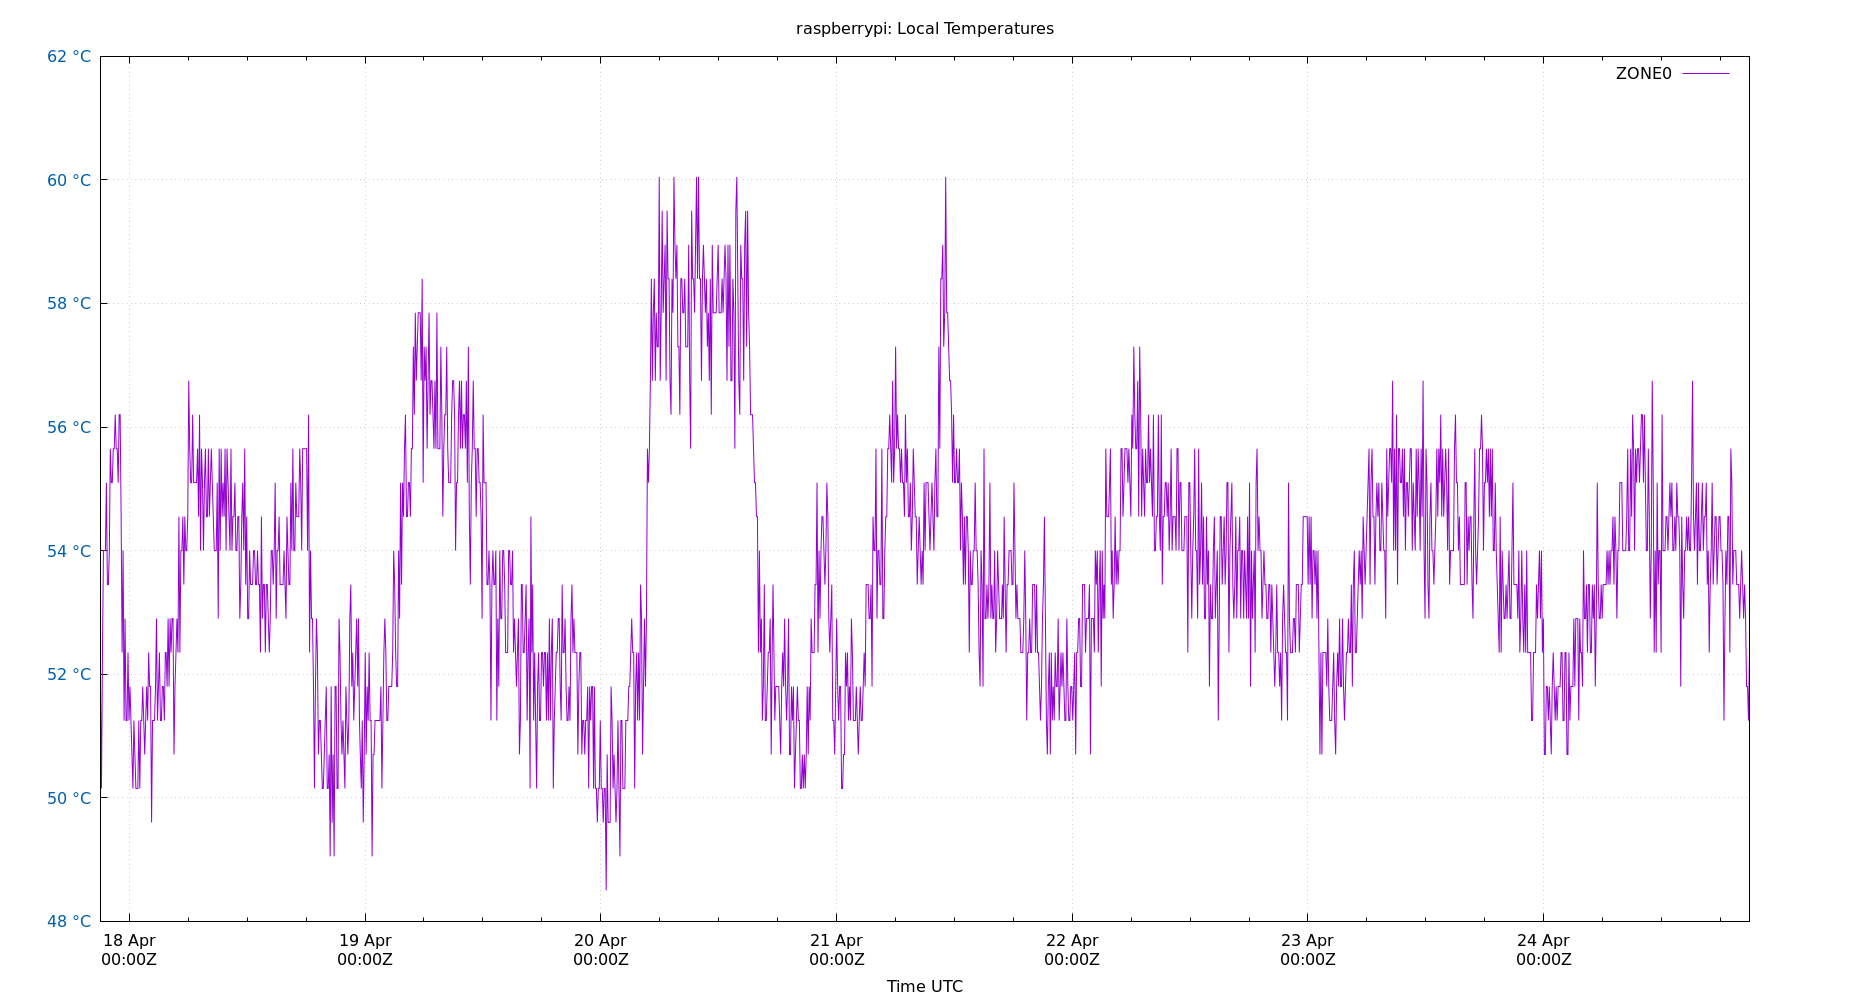 raspberrypi: Local Temperatures
62 °C
ZONE0
60 °C
58 °C
56 °C
54 °C
52 °C
50 °C
48 °C
18 Apr 19 Apr 20 Apr 21 Apr 22 Apr 23 Apr 24 Apr
00:00Z 00:00Z 00:00Z 00:00Z 00:00Z 00:00Z 00:00Z
Time UTC